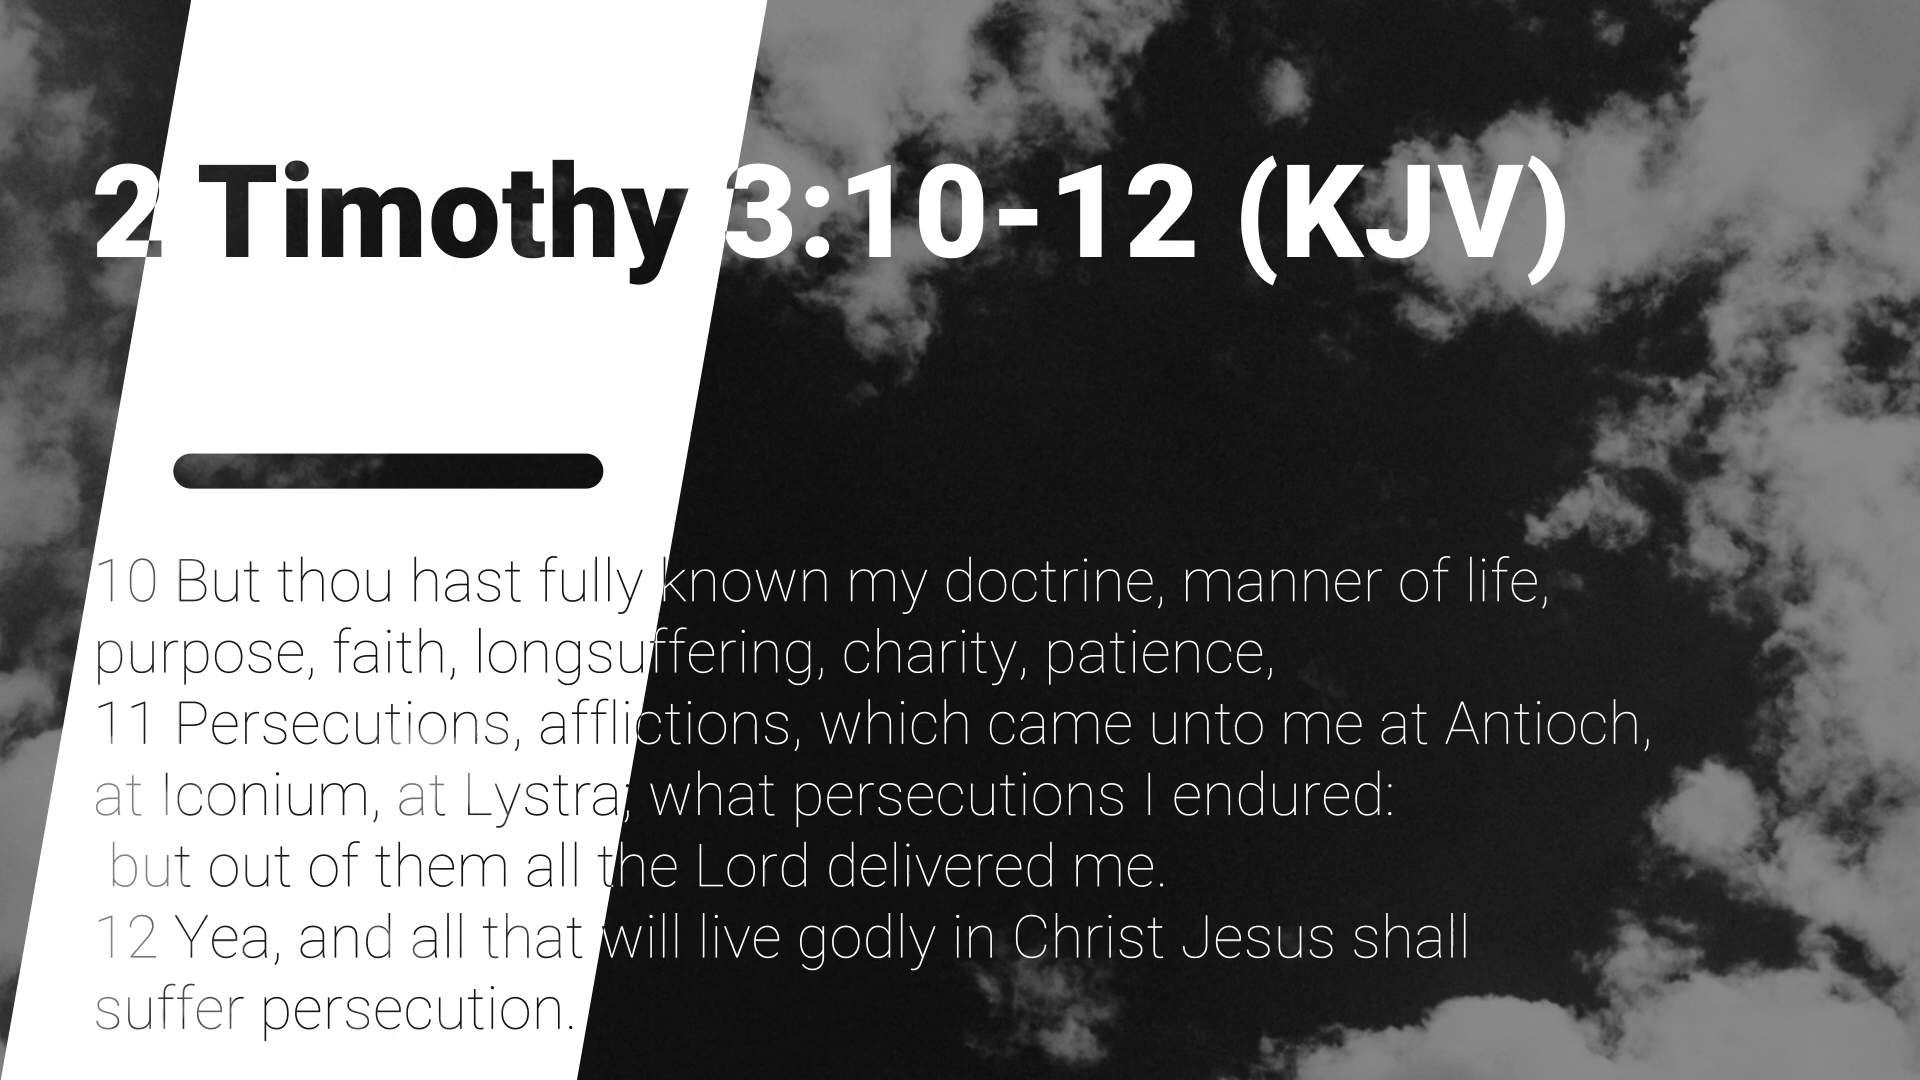 2 Timothy 3:10-12 (KJV)
10 But thou hast fully known my doctrine, manner of life,
purpose, faith, longsuffering, charity, patience,
11 Persecutions, afflictions, which came unto me at Antioch,
at Iconium, at Lystra; what persecutions I endured:
but out of them all the Lord delivered me.
12 Yea, and all that will live godly in Christ Jesus shall
suffer persecution.